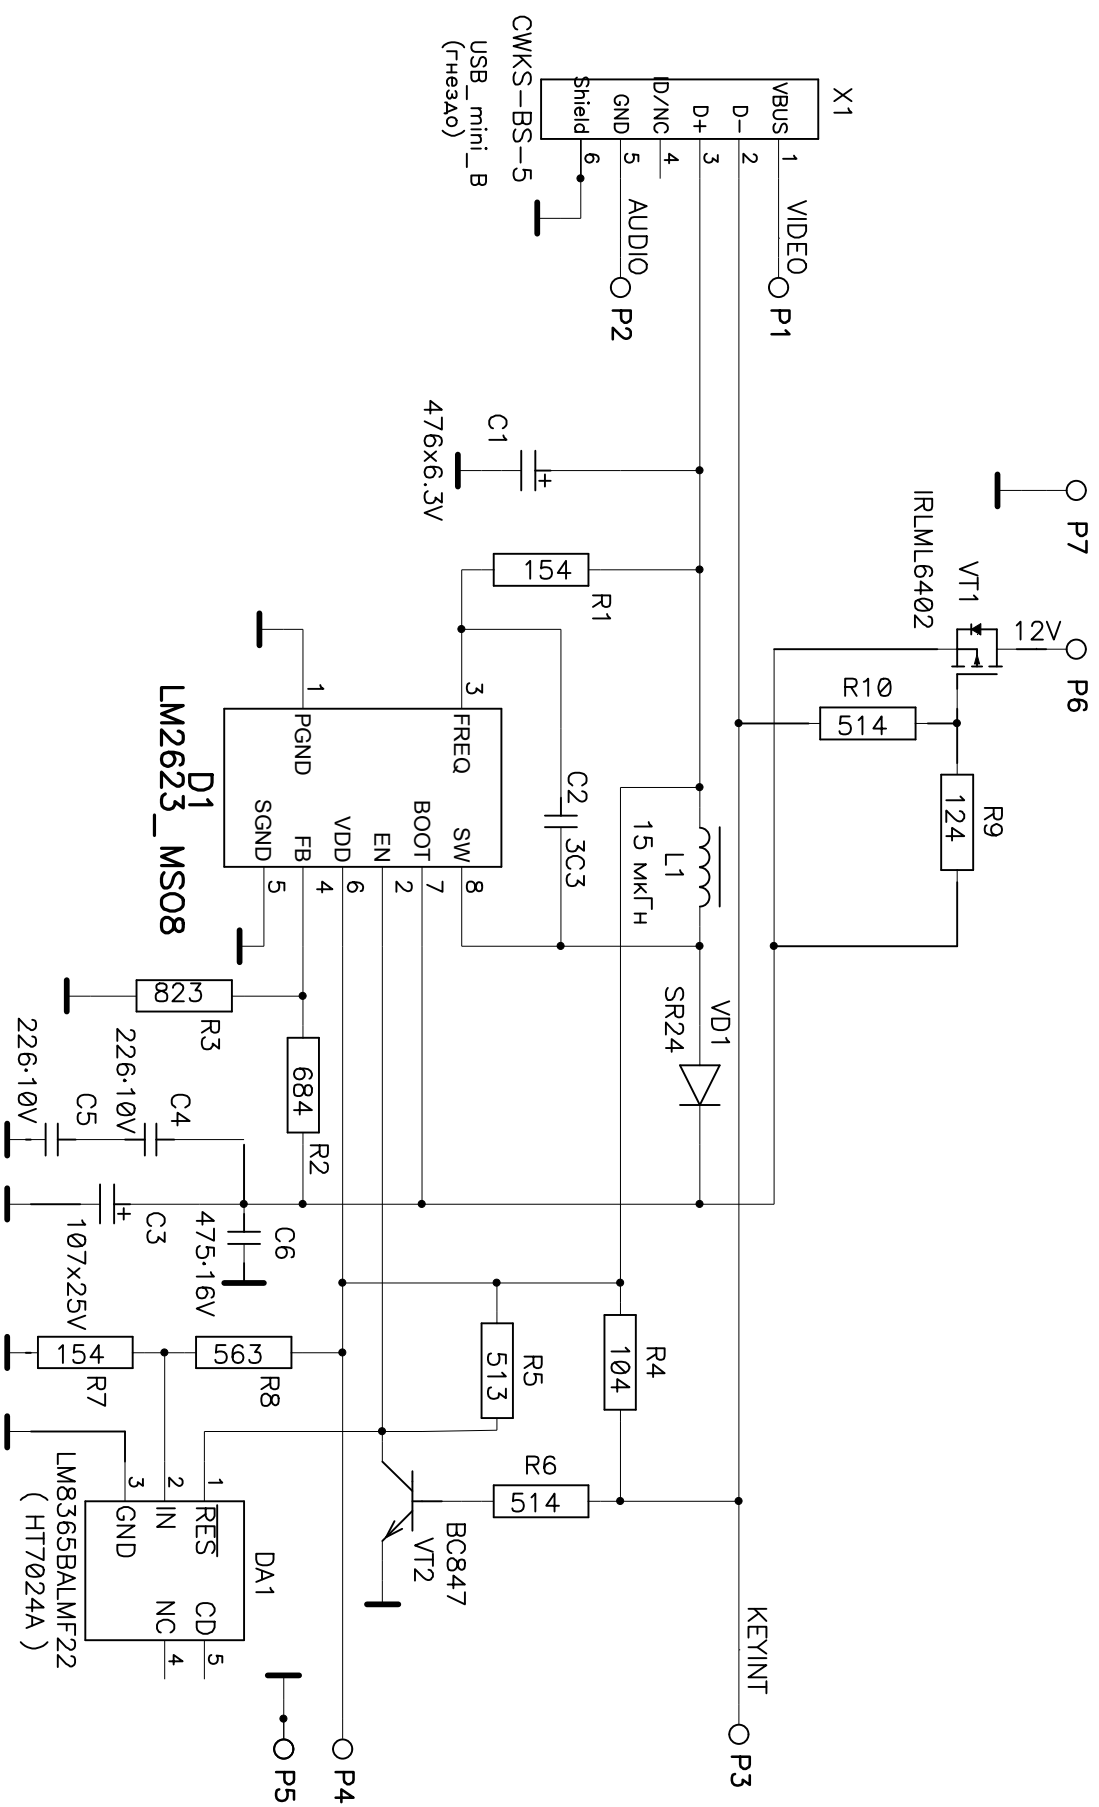 X1
CWKS-BS-5
USB_mini_B
(гнездо)
VBUS
D-
D+
ID/NC
GND
Shield
1
2
3
4
5
6
VIDEO
P1
AUDIO
P2
P7
P6
12V
VT1
IRLML6402
R10
514
R9
124
C1
476x6.3V
R1
154
C2
3C3
L1
15 мкГн
VD1
SR24
3
1
FREQ
PGND
SW
BOOT
EN
VDD
FB
SGND
8
7
2
6
4
5
D1
LM2623_MSO8
R3
823
R2
684
C4
226·10V
C5
226·10V
C3
107x25V
C6
475·16V
R4
104
R5
513
R6
514
R7
154
R8
563
BC847
VT2
DA1
LM8365BALMF22
( HT7024A )
1
2
3
RES
IN
GND
CD
NC
5
4
KEYINT
P3
P4
P5